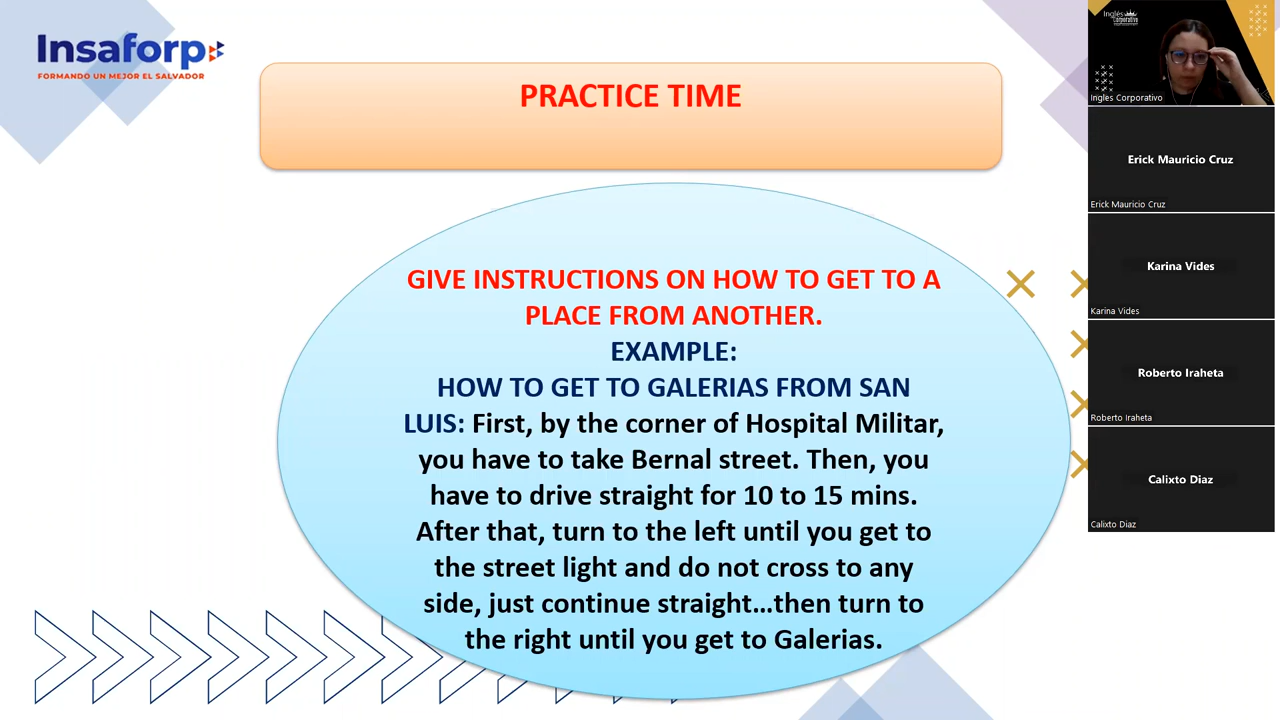 Insaforp
FORMANDO UN MEJOR EL SALVADOR
PRACTICE TIME
GIVE INSTRUCTIONS ON HOW TO GET TO A
PLACE FROM ANOTHER.
EXAMPLE:
HOW TO GET TO GALERIAS FROM SAN
LUIS: First, by the corner of Hospital Militar,
you have to take Bernal street. Then, you
have to drive straight for 10 to 15 mins.
After that, turn to the left until you get to
the street light and do not cross to any
side, just continue straight...then turn to
the right until you get to Galerias.
Inglés
Corporativo
Ingles Corporativo
Erick Mauricio Cruz
Erick Mauricio Cruz
Karina Vides
Karina Vides
Roberto Iraheta
Roberto Iraheta
Calixto Diaz
Calixto Diaz